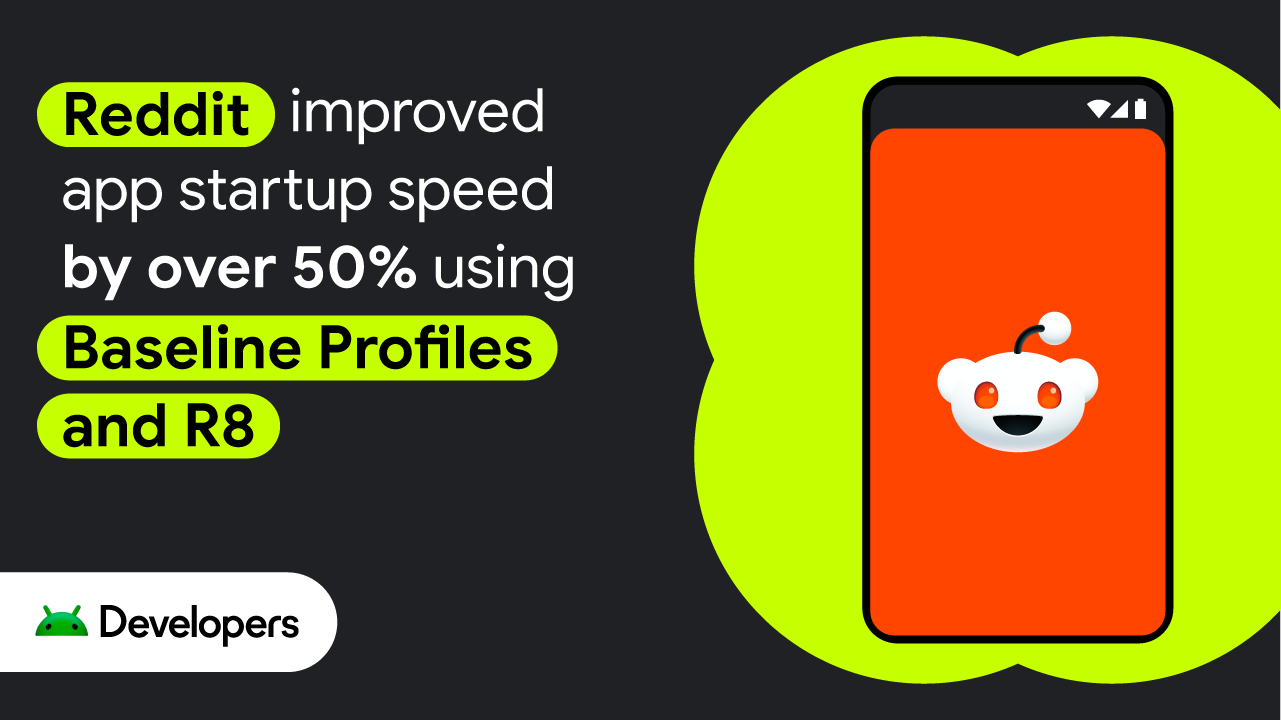 Reddit improved
app startup speed
by over 50% using
Baseline Profiles
and R8
Developers